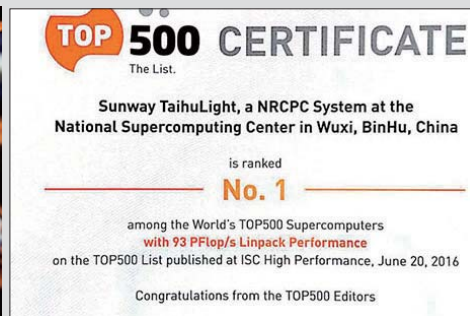 TOP 500 CERTIFICATE
The List.
Sunway TaihuLight, a NRCPC System at the
National Supercomputing Center in Wuxi, BinHu, China
is ranked
No. 1
among the World's TOP500 Supercomputers
with 93 PFlop/s Linpack Performance
on the TOP500 List published at ISC High Performance, June 20, 2016
Congratulations from the TOP500 Editors